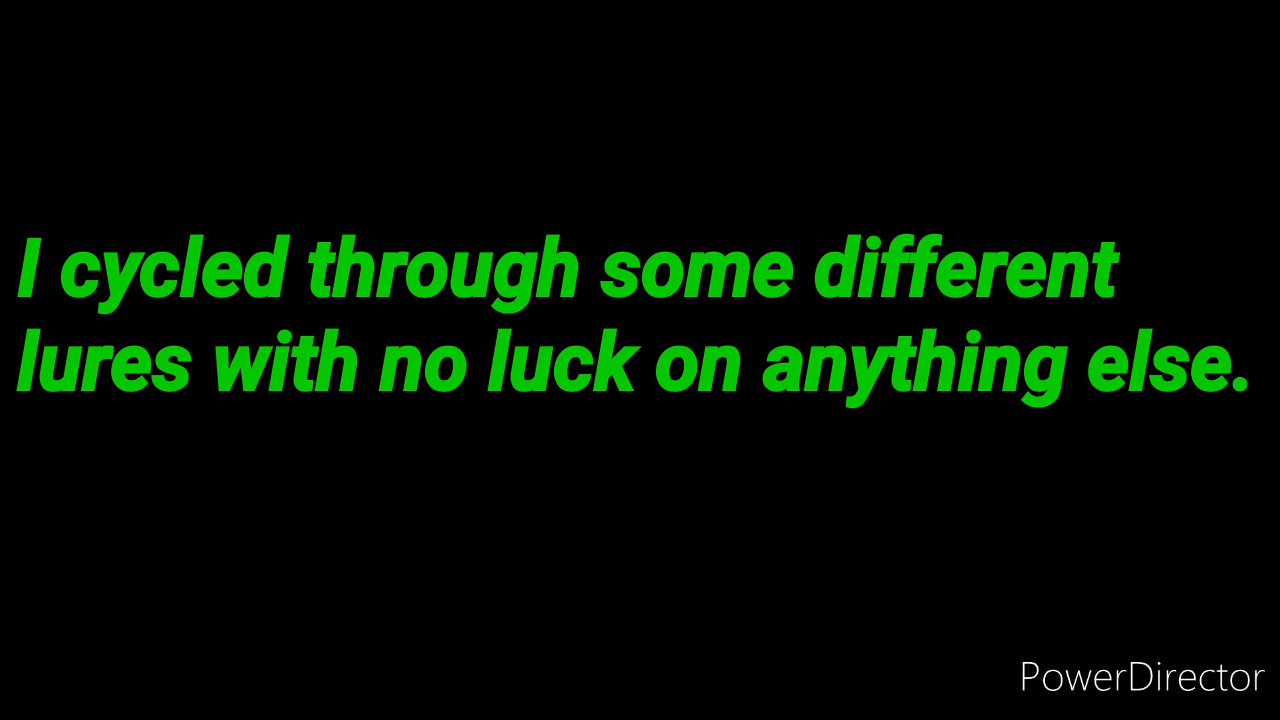 I cycled through some different
lures with no luck on anything else.
PowerDirector